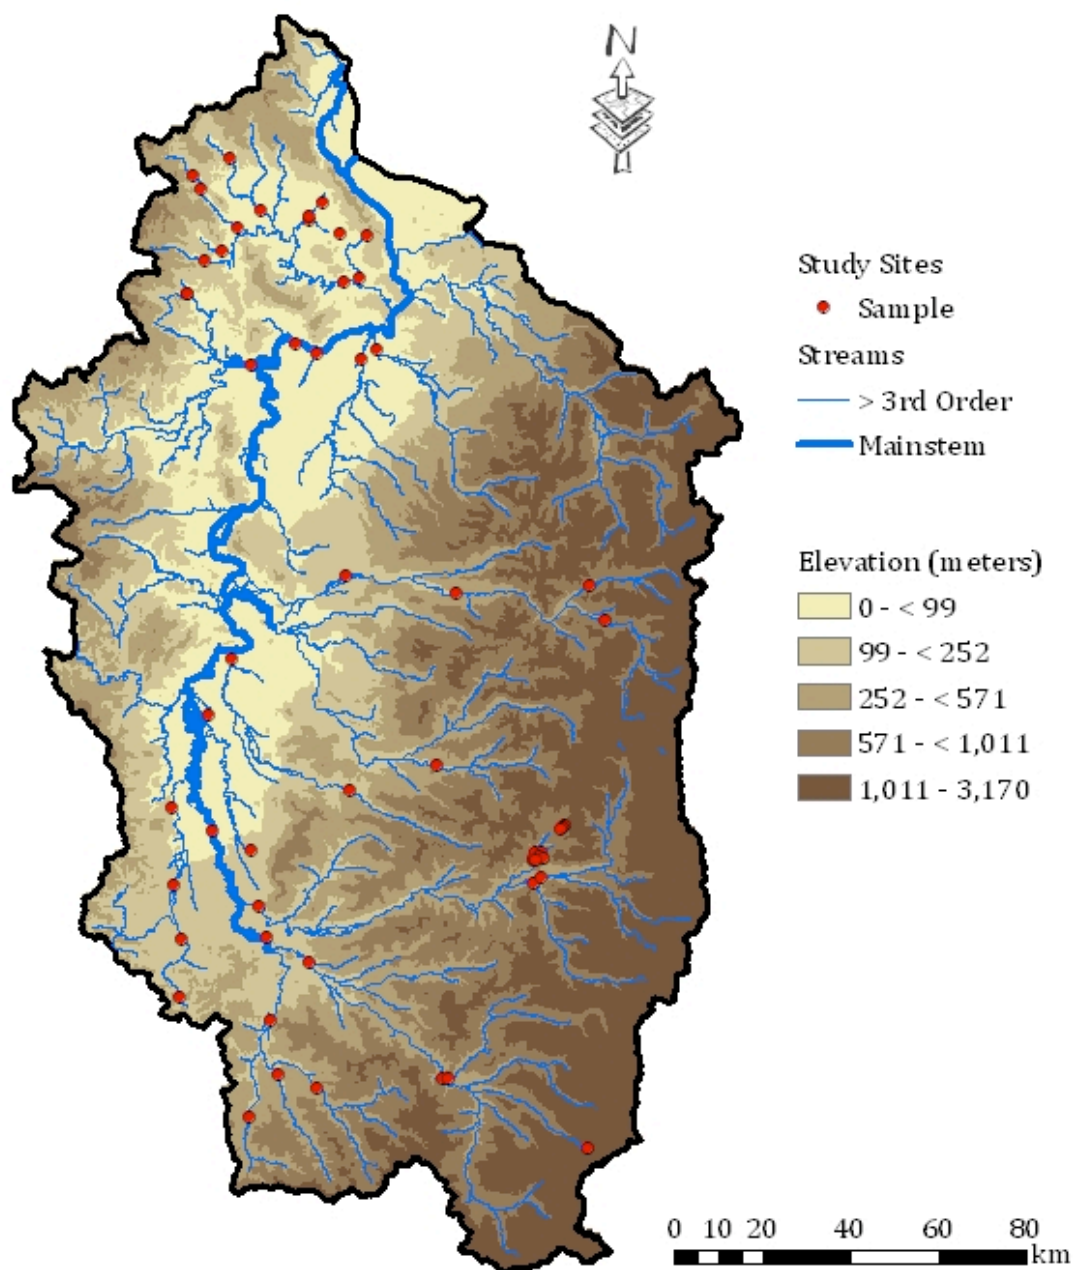 N
Study Sites
Sample
Streams
> 3rd Order
Mainstem
Elevation (meters)
0 - < 99
99 - < 252
252 - < 571
571 - < 1,011
1,011 - 3,170
0 10 20 40 60 80
km